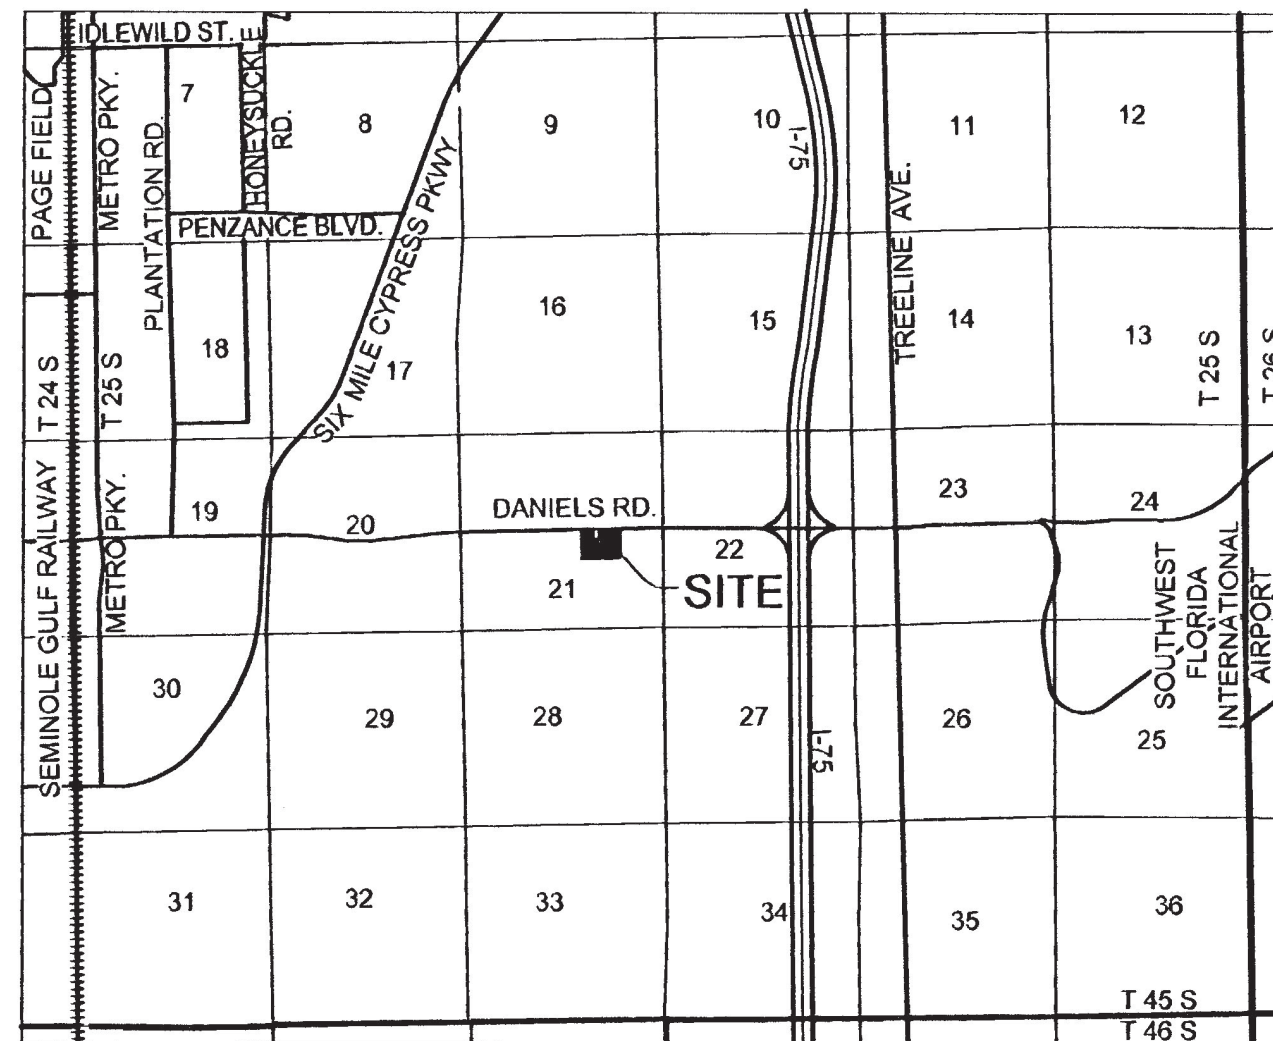 IDLEWILD ST.
HONEYSUCKLE
RD.
PAGE FIELD
METRO PKY.
PLANTATION RD.
7
8
9
10
I-75
11
12
PENZANCE BLVD.
SIX MILE CYPRESS PKWY
TREELINE AVE.
16
15
14
13
18
17
T 24 S
T 25 S
T 25 S
T 26 S
SEMINOLE GULF RAILWAY
METRO PKY.
19
20
DANIELS RD.
23
24
22
21
SITE
SOUTHWEST
FLORIDA
INTERNATIONAL
AIRPORT
30
29
28
27
I-75
26
25
31
32
33
34
35
36
T 45 S
T 46 S